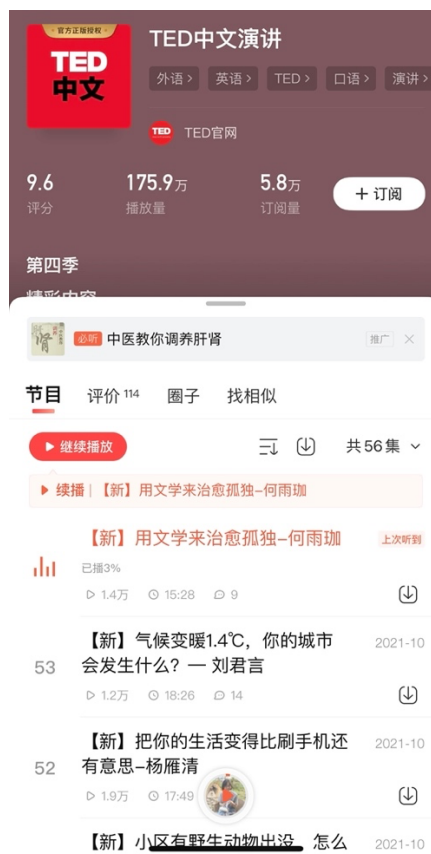 官方正版授权
TED
中文
TED中文演讲
外语 英语 TED 口语 演讲
TED TED官网
9.6 175.9万 5.8万
评分 播放量 订阅量
+ 订阅
第四季
精彩内容
肾 必听 中医教你调养肝肾 推广
节目 评价 114 圈子 找相似
继续播放 共56集
续播 | 【新】用文学来治愈孤独-何雨珈
【新】用文学来治愈孤独-何雨珈 上次听到
已播3%
1.4万 15:28 9
53 【新】气候变暖1.4℃，你的城市 2021-10
会发生什么？— 刘君言
1.2万 18:26 14
52 【新】把你的生活变得比刷手机还 2021-10
有意思-杨雁清
1.9万 17:49
【新】小区有野生动物出没，怎么 2021-10